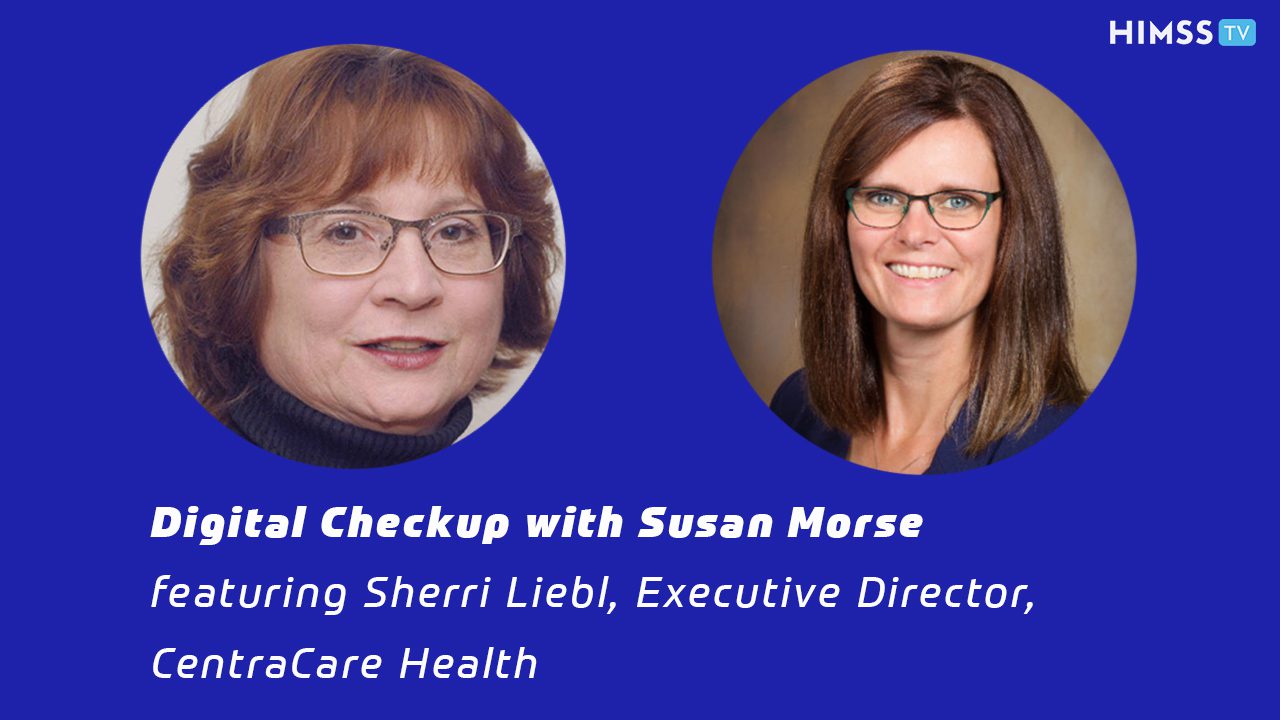 HIMSS TV
Digital Checkup with Susan Morse
featuring Sherri Liebl, Executive Director,
CentraCare Health